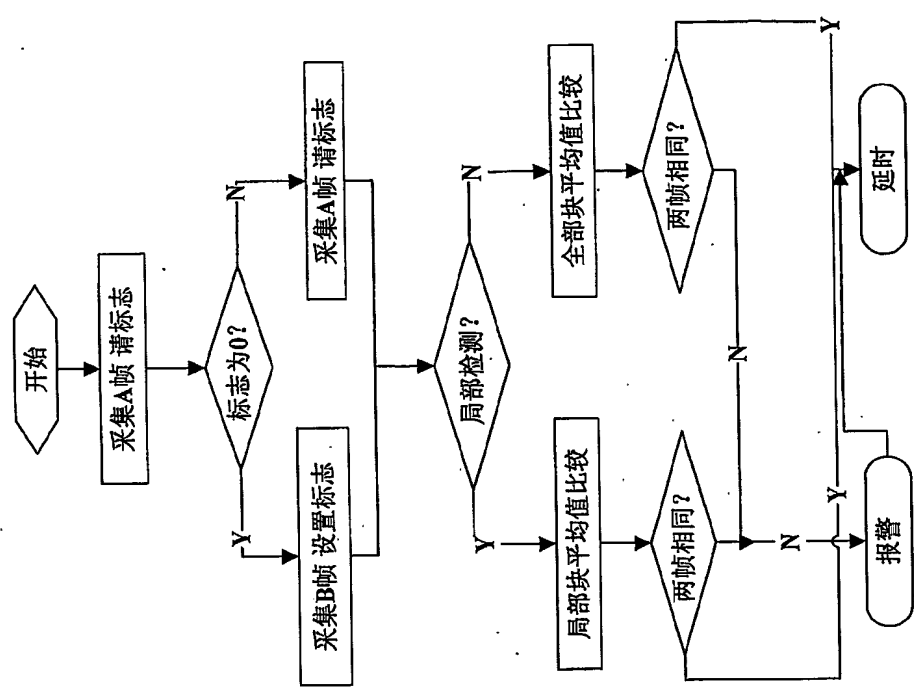 开始
采集A帧 请标志
标志为0?
Y
N
采集B帧 设置标志
采集A帧 请标志
局部检测?
Y
N
局部块平均值比较
全部块平均值比较
两帧相同?
两帧相同?
N
Y
N
Y
报警
延时